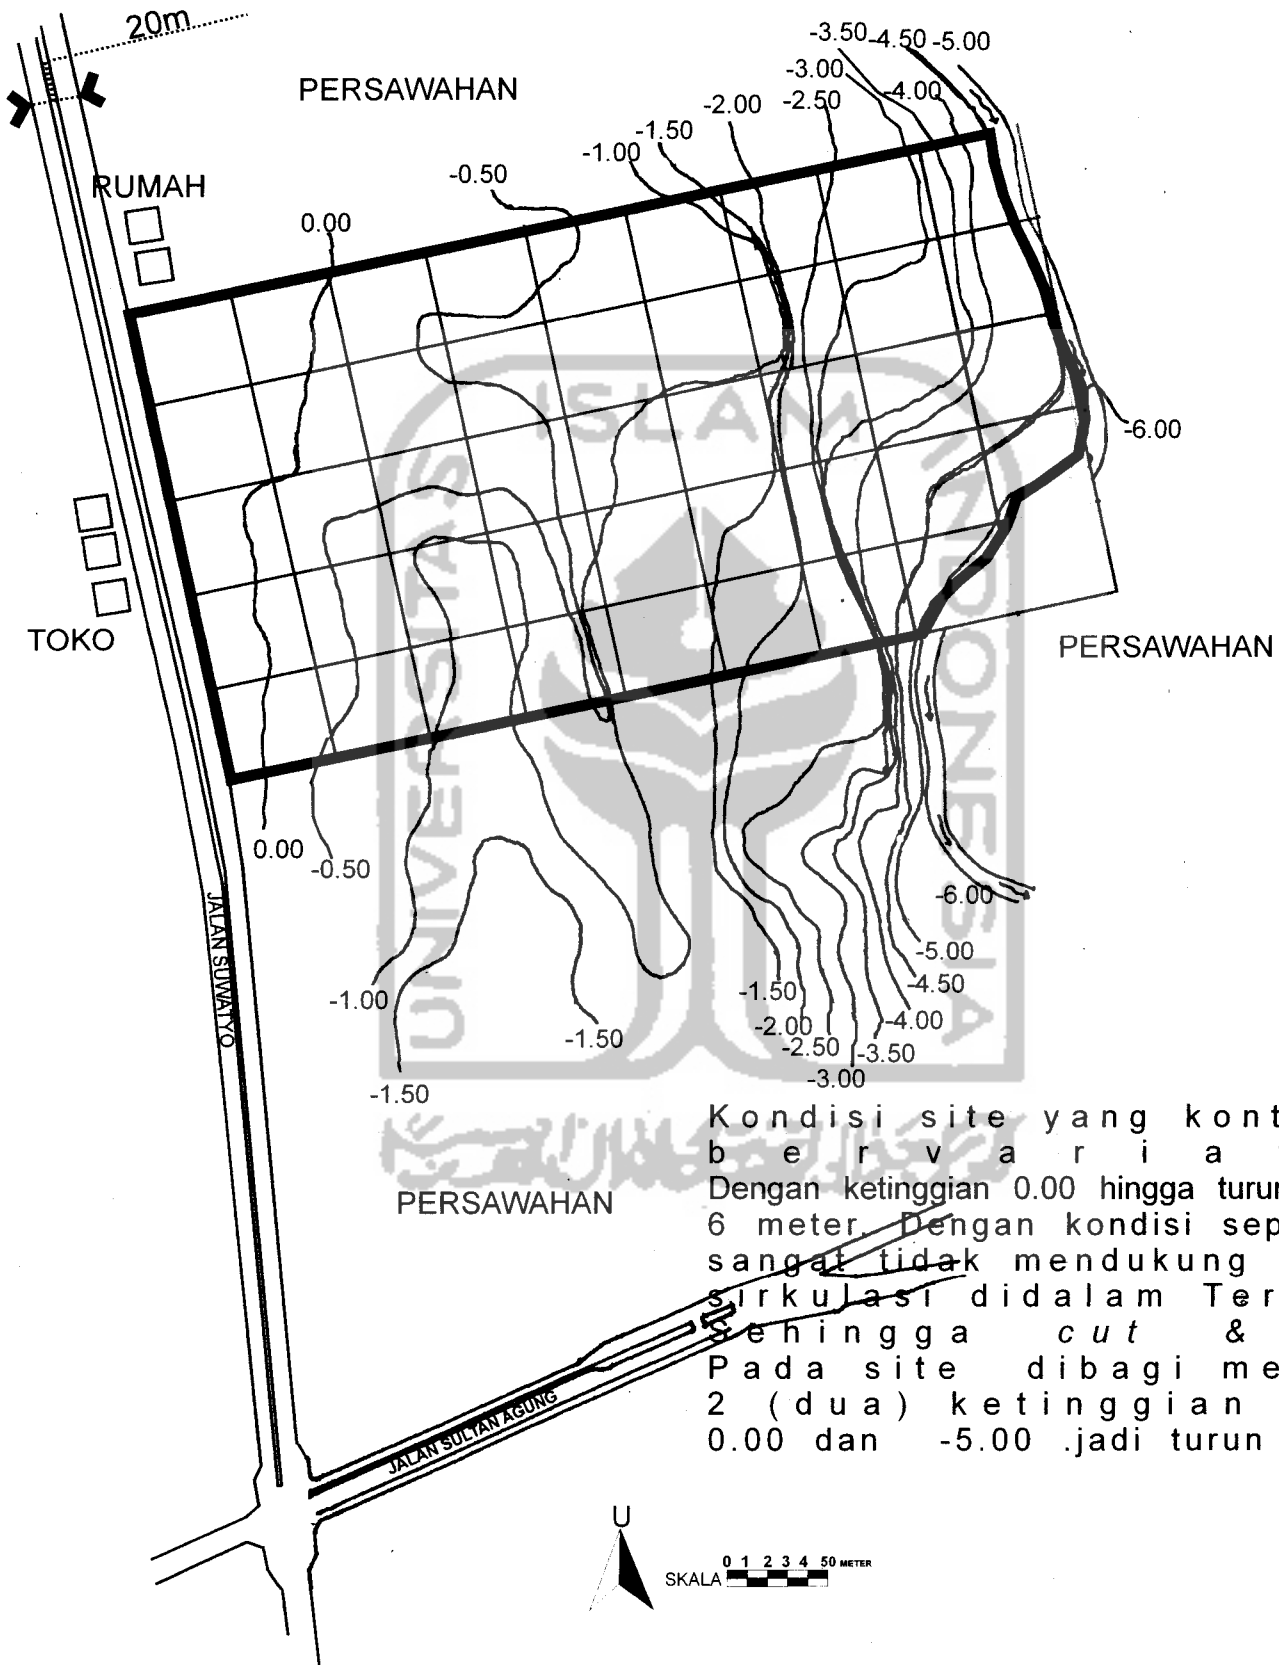 20m
-3.50
-4.50
-5.00
PERSAWAHAN
-3.00
-4.00
-2.00
-2.50
-1.50
-1.00
-0.50
RUMAH
0.00
-6.00
TOKO
PERSAWAHAN
0.00
-0.50
-6.00
JALAN SUWATYO
-5.00
-4.50
-1.00
-1.50
-4.00
-2.00
-1.50
-2.50
-3.50
-3.00
-1.50
UNIVERSITAS
ISLAM
INDONESIA
PERSAWAHAN
Kondisi site yang kont
b e r v a r i a
Dengan ketinggian 0.00 hingga turun
6 meter. Dengan kondisi sep
sangat tidak mendukung
sirkulasi didalam Ter
Sehingga cut &
Pada site dibagi me
2 (dua) ketinggian
0.00 dan -5.00 .jadi turun
JALAN SULTAN AGUNG
U
SKALA
0 1 2 3 4 50 METER